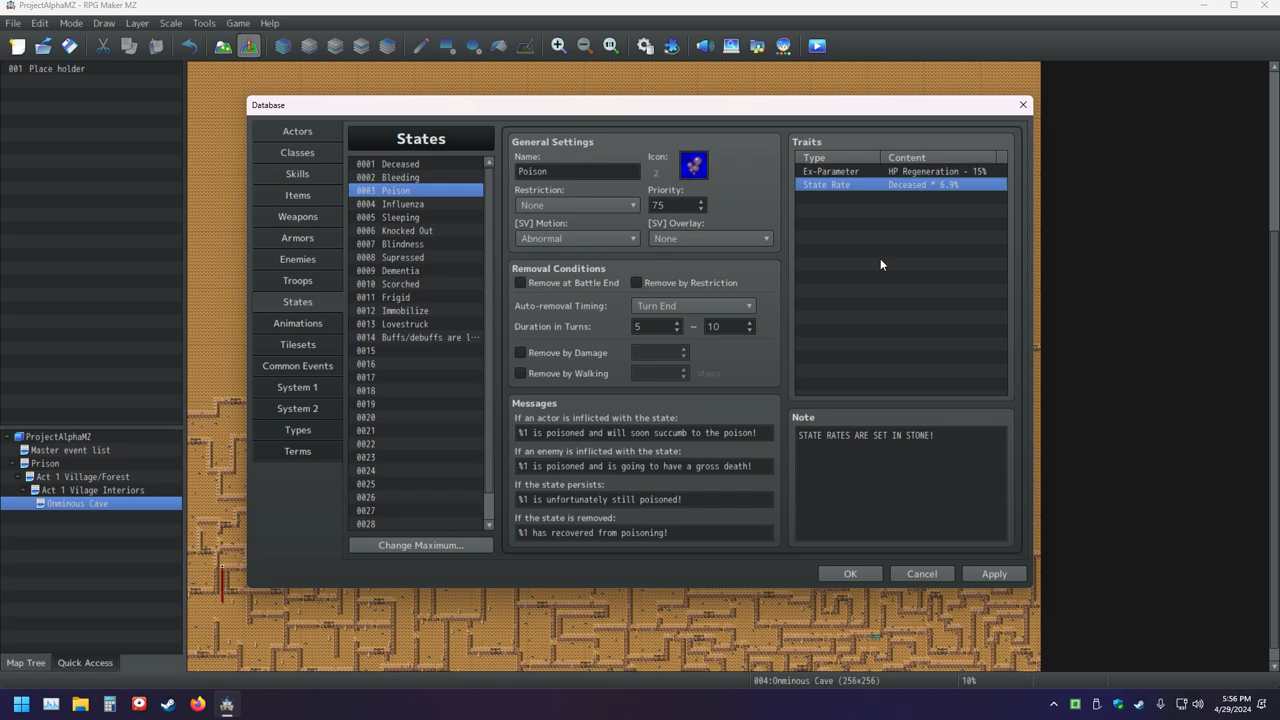 ProjectAlphaMZ - RPG Maker MZ
File Edit Mode Draw Layer Scale Tools Game Help
001 Place holder
Database
Actors
Classes
Skills
Items
Weapons
Armors
Enemies
Troops
States
Animations
Tilesets
Common Events
System 1
System 2
Types
Terms
States
0001 Deceased
0002 Bleeding
0003 Poison
0004 Influenza
0005 Sleeping
0006 Knocked Out
0007 Blindness
0008 Supressed
0009 Dementia
0010 Scorched
0011 Frigid
0012 Immobilize
0013 Lovestruck
0014 Buffs/debuffs are l···
0015
0016
0017
0018
0019
0020
0021
0022
0023
0024
0025
0026
0027
0028
Change Maximum...
General Settings
Name: Icon:
Poison 2
Restriction: Priority:
None 75
[SV] Motion: [SV] Overlay:
Abnormal None
Removal Conditions
Remove at Battle End Remove by Restriction
Auto-removal Timing: Turn End
Duration in Turns: 5 ~ 10
Remove by Damage
Remove by Walking steps
Messages
If an actor is inflicted with the state:
%1 is poisoned and will soon succumb to the poison!
If an enemy is inflicted with the state:
%1 is poisoned and is going to have a gross death!
If the state persists:
%1 is unfortunately still poisoned!
If the state is removed:
%1 has recovered from poisoning!
Traits
Type Content
Ex-Parameter HP Regeneration - 15%
State Rate Deceased * 6.9%
Note
STATE RATES ARE SET IN STONE!
OK Cancel Apply
ProjectAlphaMZ
Master event list
Prison
Act 1 Village/Forest
Act 1 Vilage Interiors
Onminous Cave
Map Tree Quick Access
004:Onminous Cave (256x256) 10%
5:56 PM
4/29/2024